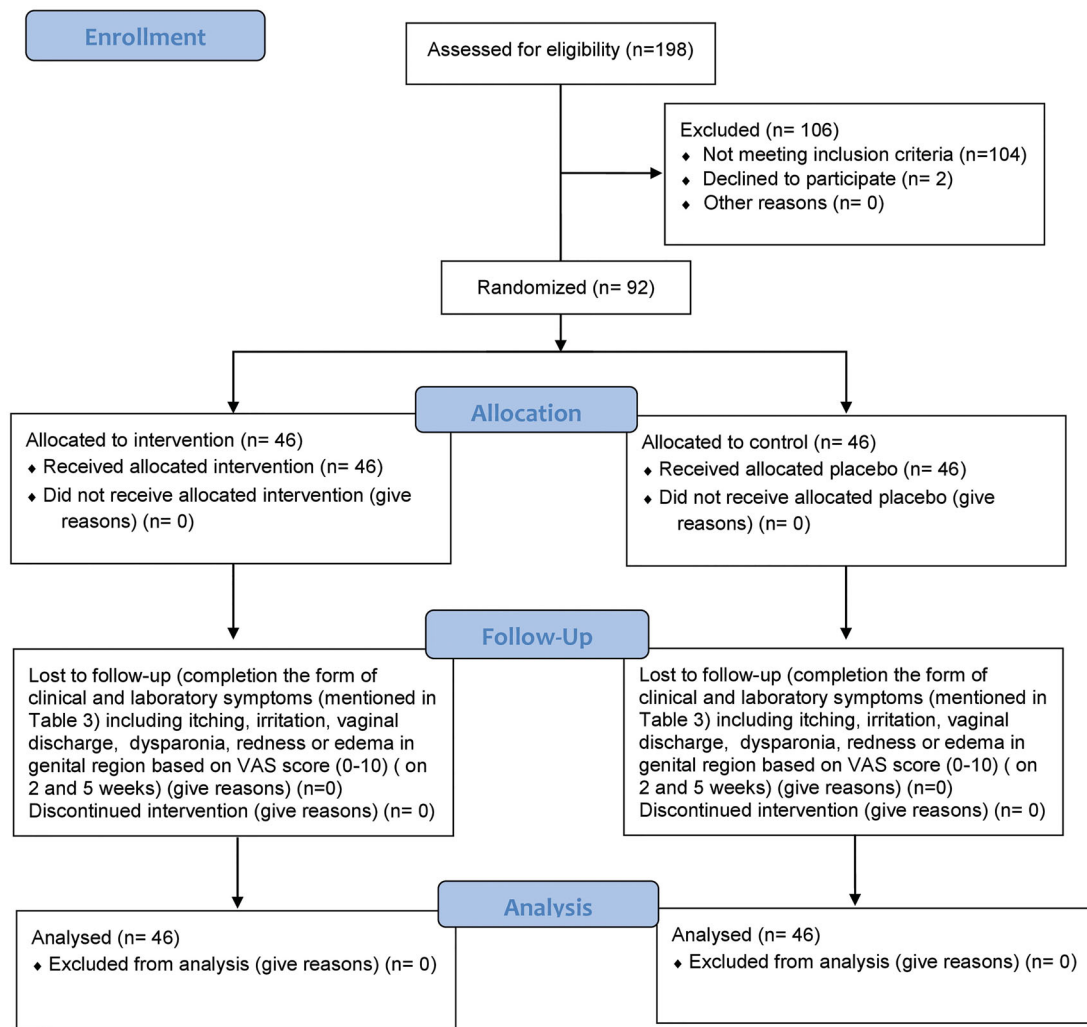 Enrollment
Assessed for eligibility (n=198)
Excluded (n= 106)
♦ Not meeting inclusion criteria (n=104)
♦ Declined to participate (n= 2)
♦ Other reasons (n= 0)
Randomized (n= 92)
Allocation
Allocated to intervention (n= 46)
♦ Received allocated intervention (n= 46)
♦ Did not receive allocated intervention (give
reasons) (n= 0)
Allocated to control (n= 46)
♦ Received allocated placebo (n= 46)
♦ Did not receive allocated placebo (give
reasons) (n= 0)
Follow-Up
Lost to follow-up (completion the form of
clinical and laboratory symptoms (mentioned in
Table 3) including itching, irritation, vaginal
discharge, dysparonia, redness or edema in
genital region based on VAS score (0-10) ( on
2 and 5 weeks) (give reasons) (n=0)
Discontinued intervention (give reasons) (n= 0)
Lost to follow-up (completion the form of
clinical and laboratory symptoms (mentioned in
Table 3) including itching, irritation, vaginal
discharge, dysparonia, redness or edema in
genital region based on VAS score (0-10) ( on
2 and 5 weeks) (give reasons) (n=0)
Discontinued intervention (give reasons) (n= 0)
Analysis
Analysed (n= 46)
♦ Excluded from analysis (give reasons) (n= 0)
Analysed (n= 46)
♦ Excluded from analysis (give reasons) (n= 0)